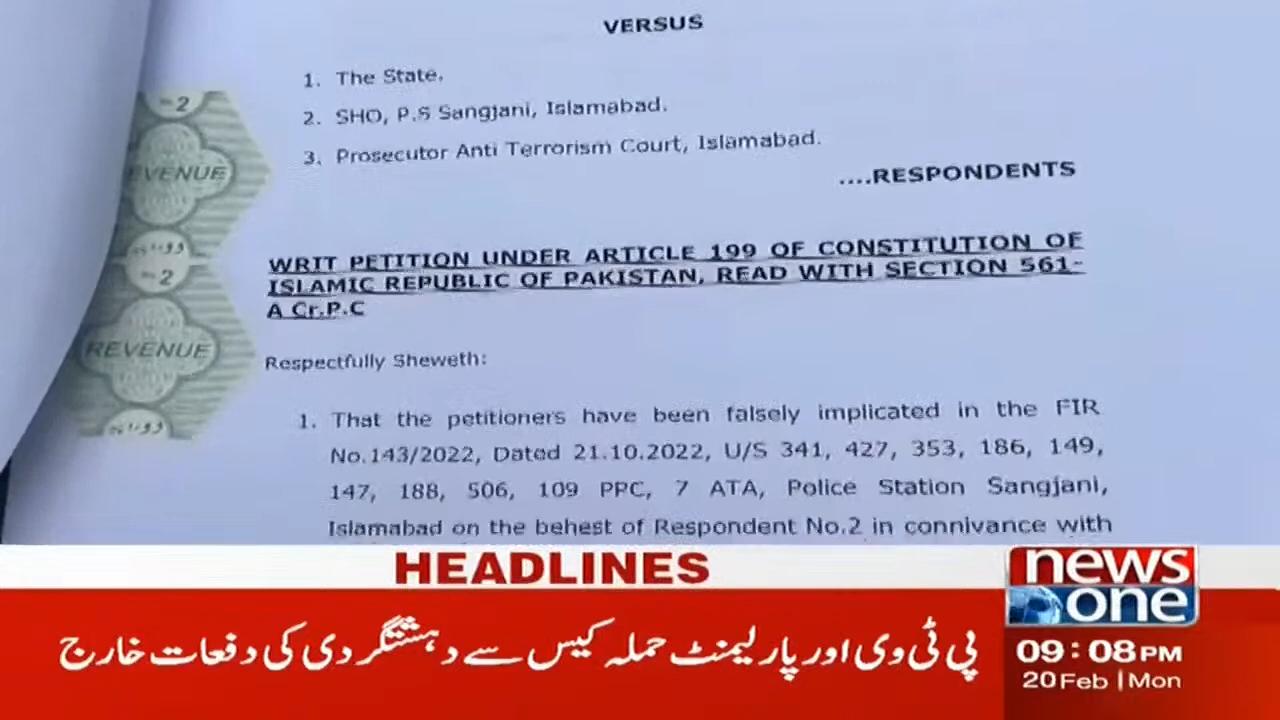 VERSUS
1. The State.
2. SHO, P.S Sangjani, Islamabad.
3. Prosecutor Anti Terrorism Court, Islamabad.
....RESPONDENTS
WRIT PETITION UNDER ARTICLE 199 OF CONSTITUTION OF
ISLAMIC REPUBLIC OF PAKISTAN, READ WITH SECTION 561-
A Cr.P.C
Respectfully Sheweth:
1. That the petitioners have been falsely implicated in the FIR
No.143/2022, Dated 21.10.2022, U/S 341, 427, 353, 186, 149,
147, 188, 506, 109 PPC, 7 ATA, Police Station Sangjani,
Islamabad on the behest of Respondent No.2 in connivance with
2
EVENUE
2
REVENUE
HEADLINES
news
one
پی ٹی وی اور پارلیمنٹ حملہ کیس سے دہشتگردی کی دفعات خارج
09:08PM
20 Feb | Mon